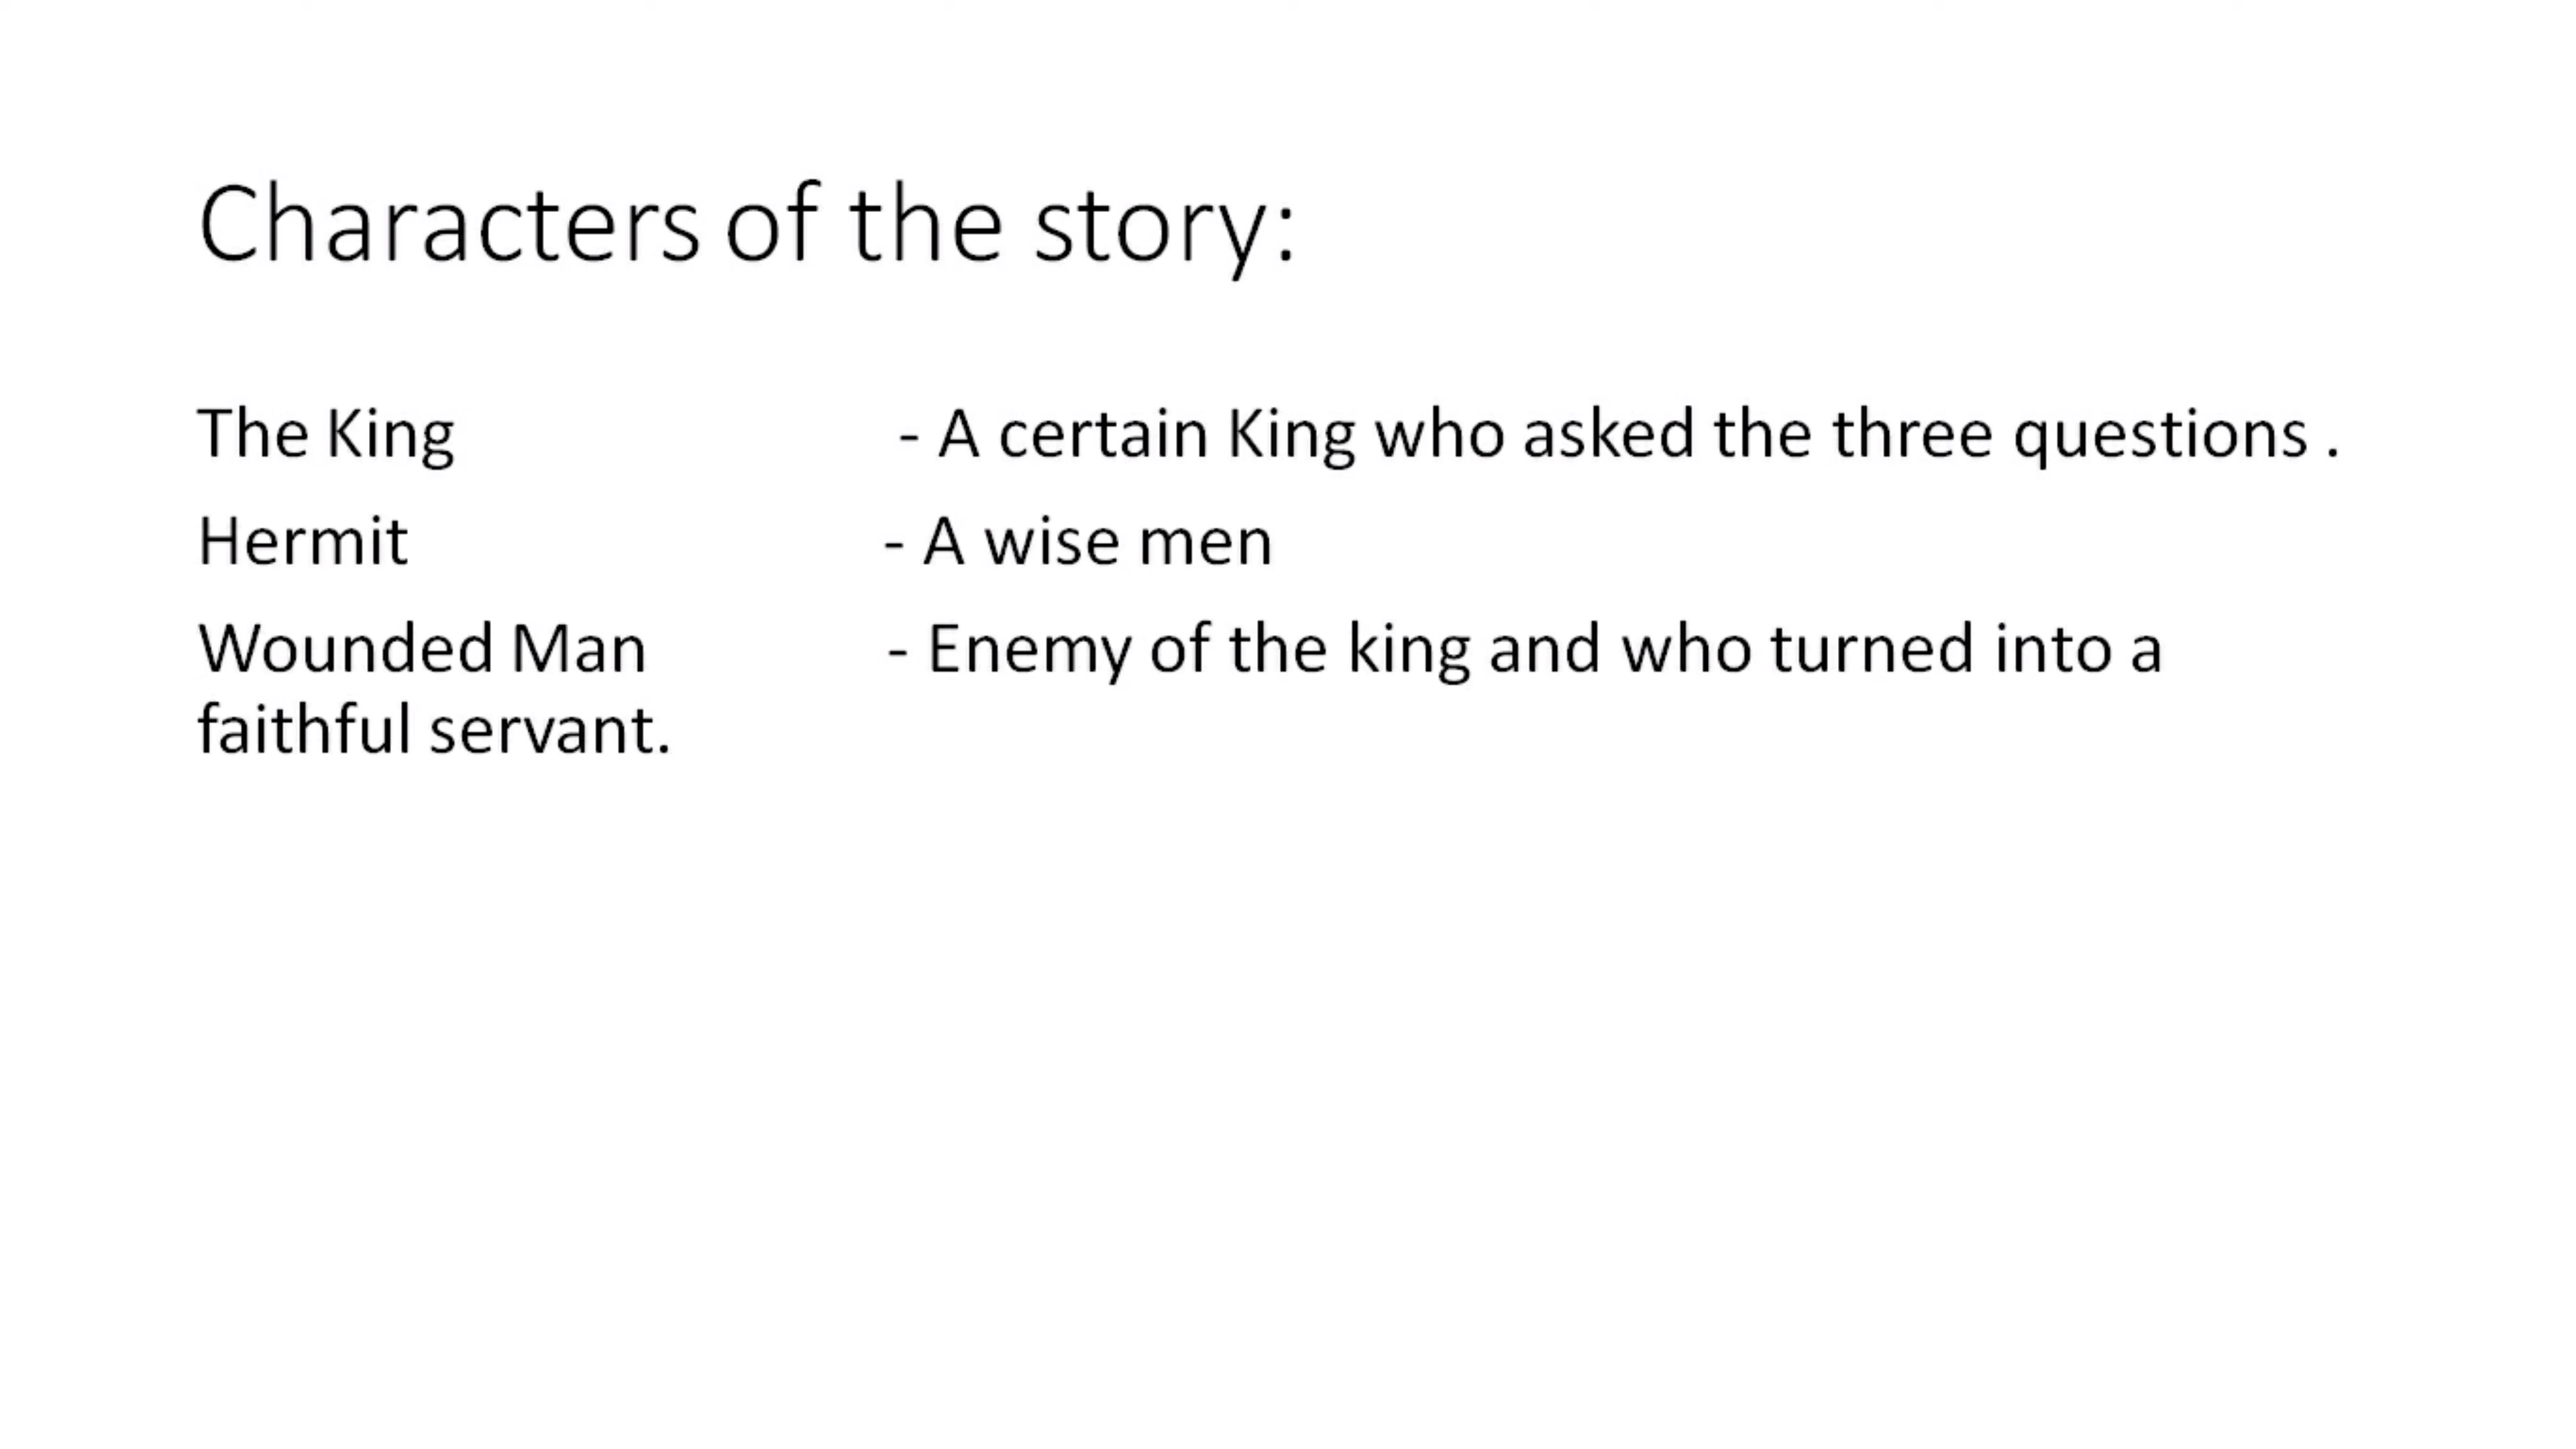 Characters of the story:
The King - A certain King who asked the three questions .
Hermit - A wise men
Wounded Man - Enemy of the king and who turned into a
faithful servant.